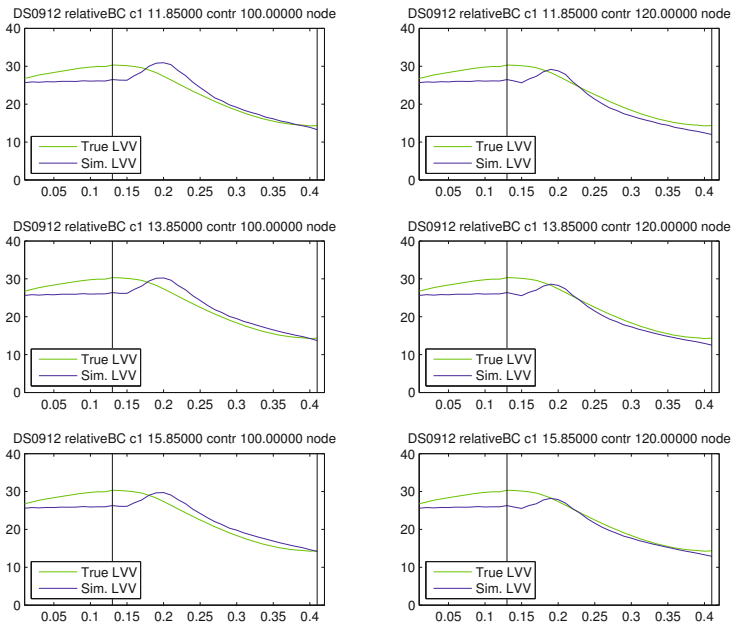 DS0912 relativeBC c1 11.85000 contr 100.00000 node
40
30
20
10
0
True LVV
Sim. LVV
0.05 0.1 0.15 0.2 0.25 0.3 0.35 0.4
DS0912 relativeBC c1 11.85000 contr 120.00000 node
40
30
20
10
0
True LVV
Sim. LVV
0.05 0.1 0.15 0.2 0.25 0.3 0.35 0.4
DS0912 relativeBC c1 13.85000 contr 100.00000 node
40
30
20
10
0
True LVV
Sim. LVV
0.05 0.1 0.15 0.2 0.25 0.3 0.35 0.4
DS0912 relativeBC c1 13.85000 contr 120.00000 node
40
30
20
10
0
True LVV
Sim. LVV
0.05 0.1 0.15 0.2 0.25 0.3 0.35 0.4
DS0912 relativeBC c1 15.85000 contr 100.00000 node
40
30
20
10
0
True LVV
Sim. LVV
0.05 0.1 0.15 0.2 0.25 0.3 0.35 0.4
DS0912 relativeBC c1 15.85000 contr 120.00000 node
40
30
20
10
0
True LVV
Sim. LVV
0.05 0.1 0.15 0.2 0.25 0.3 0.35 0.4